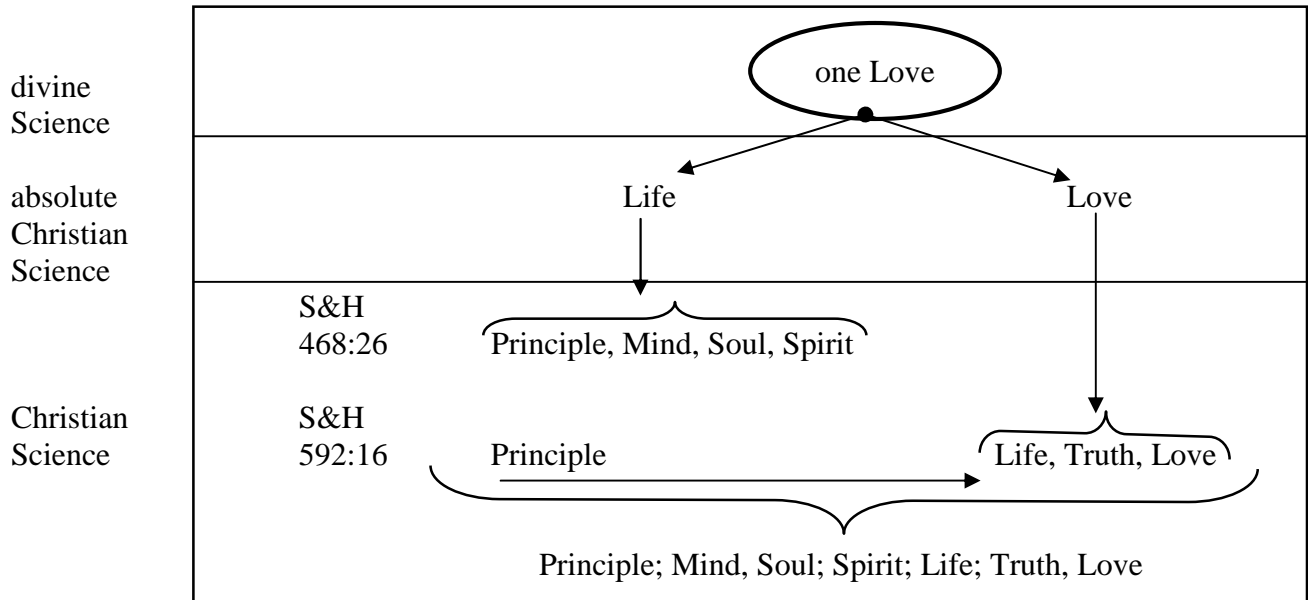 one Love
divine
Science
absolute
Christian
Science
Life
Love
S&H
468:26
Principle, Mind, Soul, Spirit
Christian
Science
S&H
592:16
Principle
Life, Truth, Love
Principle; Mind, Soul; Spirit; Life; Truth, Love